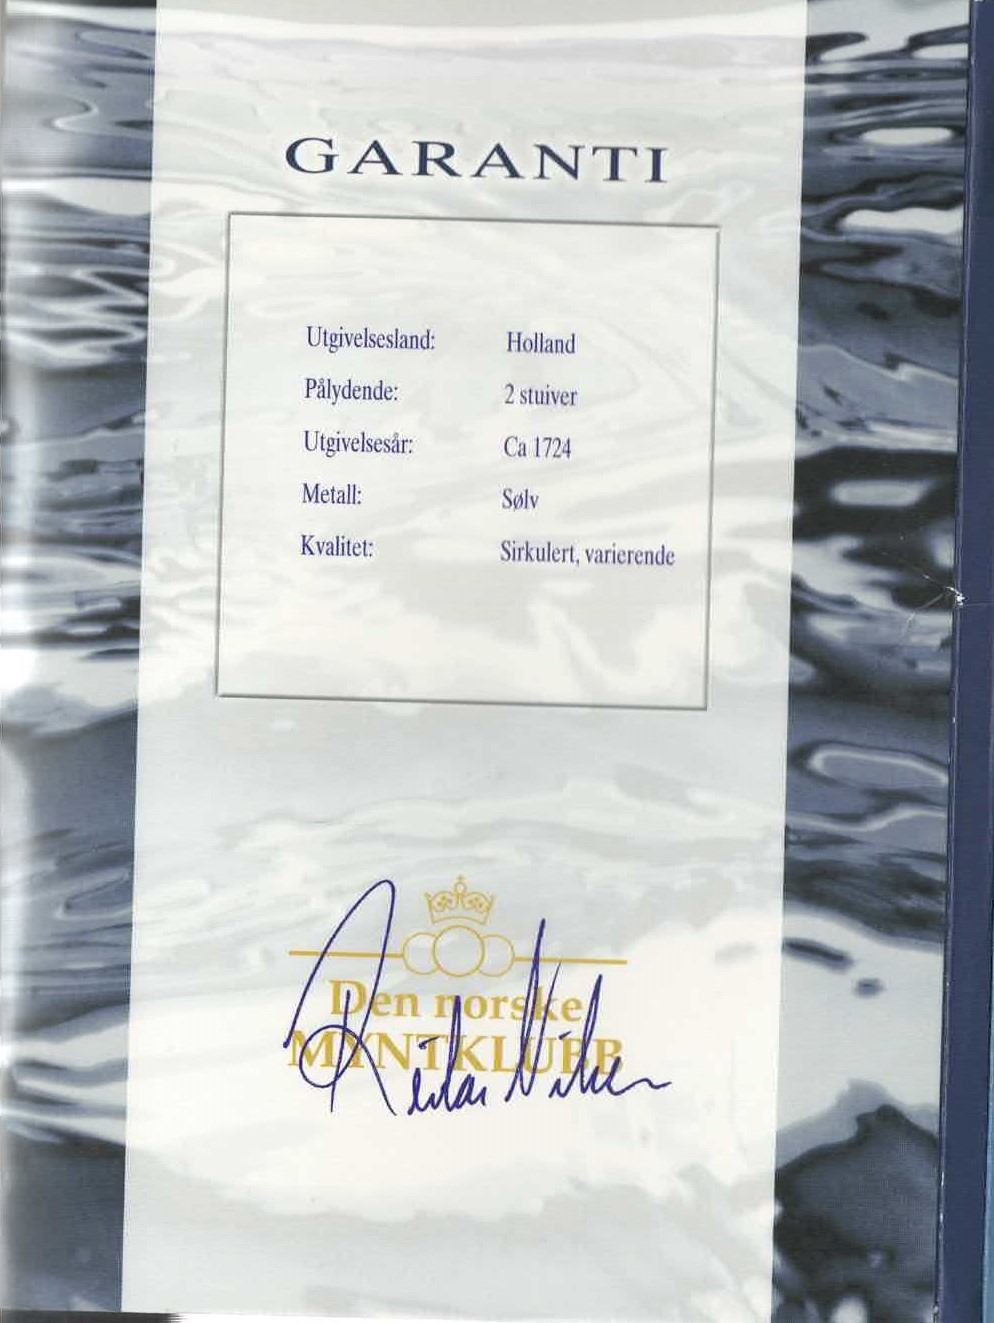 GARANTI
Utgivelsesland: Holland
Pålydende: 2 stuiver
Utgivelsesår: Ca 1724
Metall: Sølv
Kvalitet: Sirkulert, varierende
Den norske
MYNTKLUBB